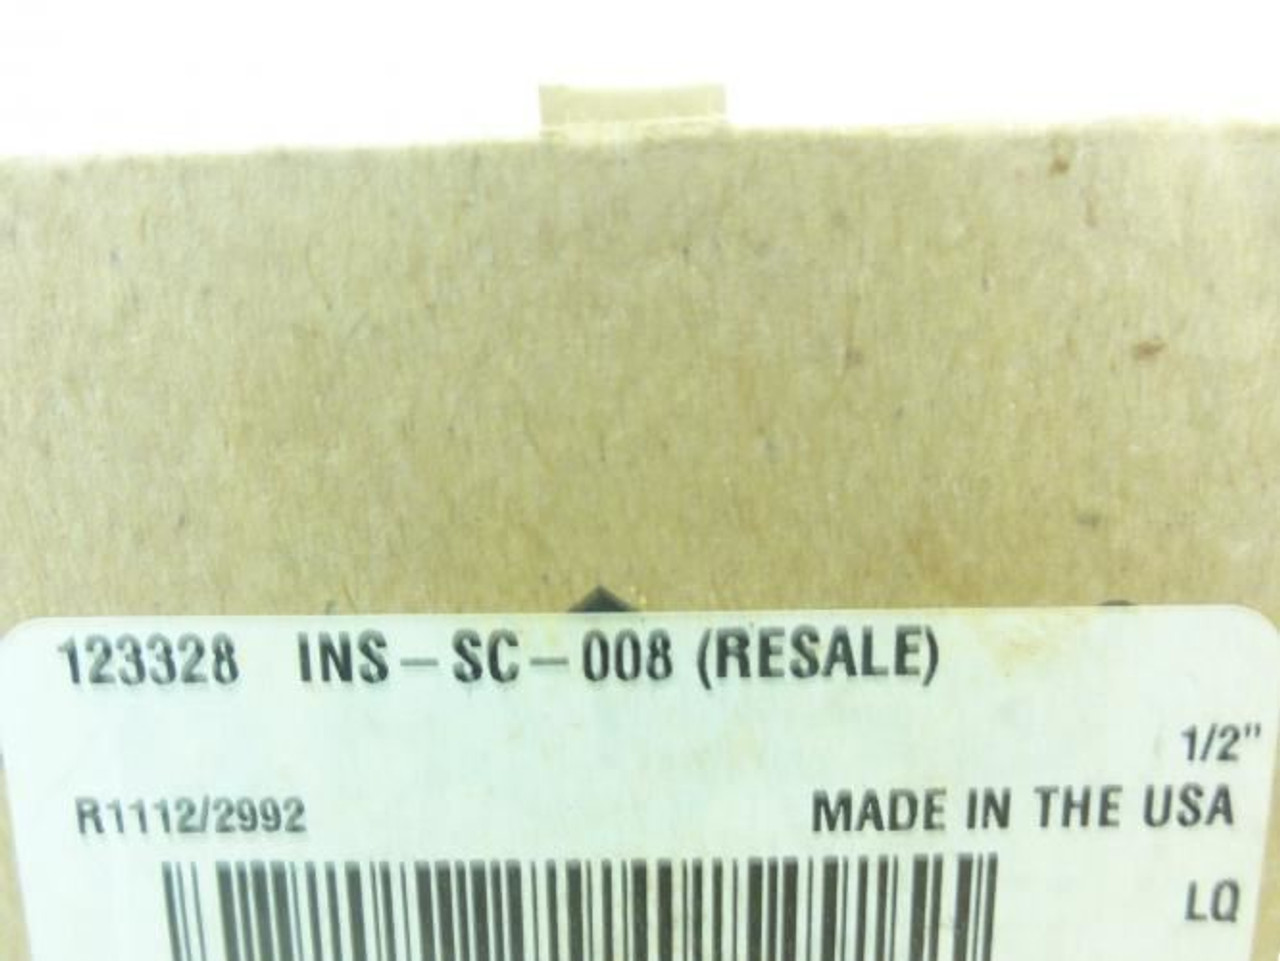 123328 INS-SC-008 (RESALE)
1/2"
R1112/2992
MADE IN THE USA
LQ